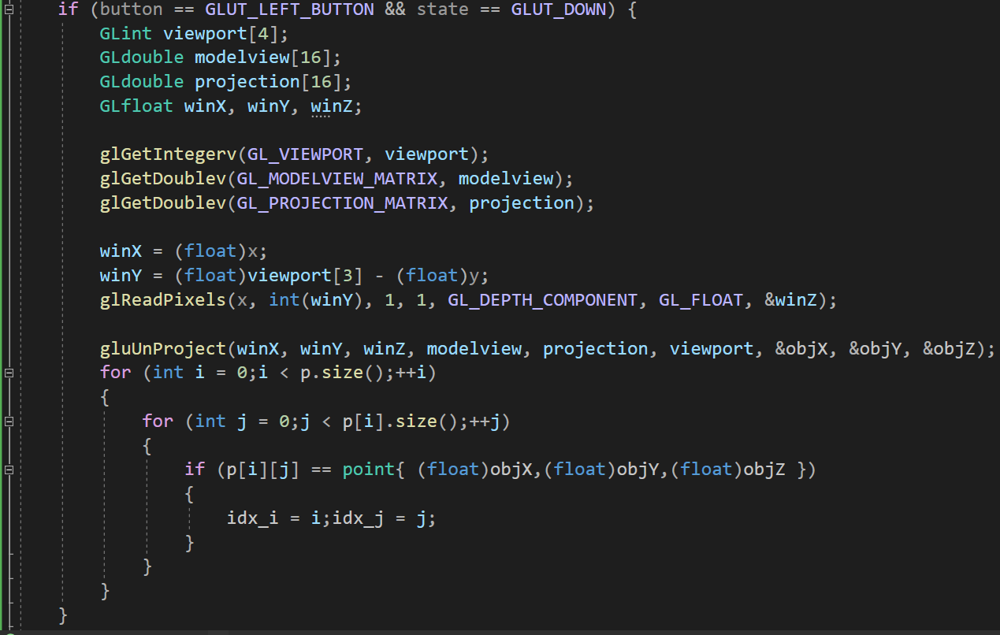 if (button == GLUT_LEFT_BUTTON && state == GLUT_DOWN) {
GLint viewport[4];
GLdouble modelview[16];
GLdouble projection[16];
GLfloat winX, winY, winZ;
glGetIntegerv(GL_VIEWPORT, viewport);
glGetDoublev(GL_MODELVIEW_MATRIX, modelview);
glGetDoublev(GL_PROJECTION_MATRIX, projection);
winX = (float)x;
winY = (float)viewport[3] - (float)y;
glReadPixels(x, int(winY), 1, 1, GL_DEPTH_COMPONENT, GL_FLOAT, &winZ);
gluUnProject(winX, winY, winZ, modelview, projection, viewport, &objX, &objY, &objZ);
for (int i = 0;i < p.size();++i)
{
for (int j = 0;j < p[i].size();++j)
{
if (p[i][j] == point{ (float)objX,(float)objY,(float)objZ })
{
idx_i = i;idx_j = j;
}
}
}
}